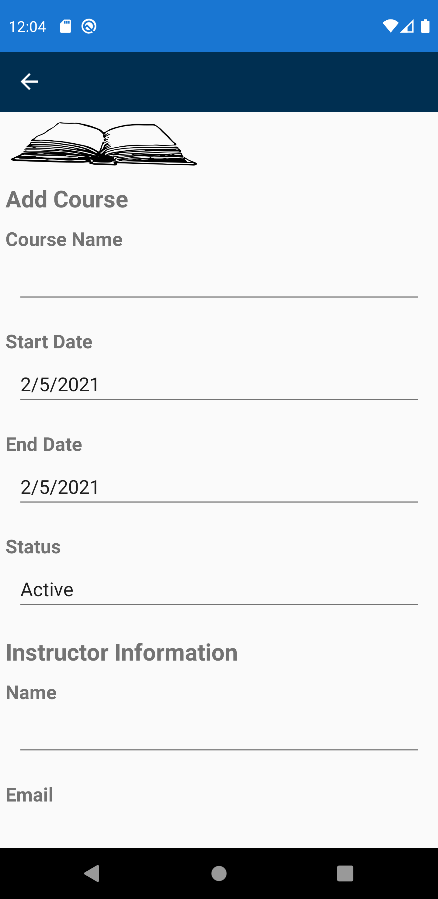 12:04
Add Course
Course Name
Start Date
2/5/2021
End Date
2/5/2021
Status
Active
Instructor Information
Name
Email